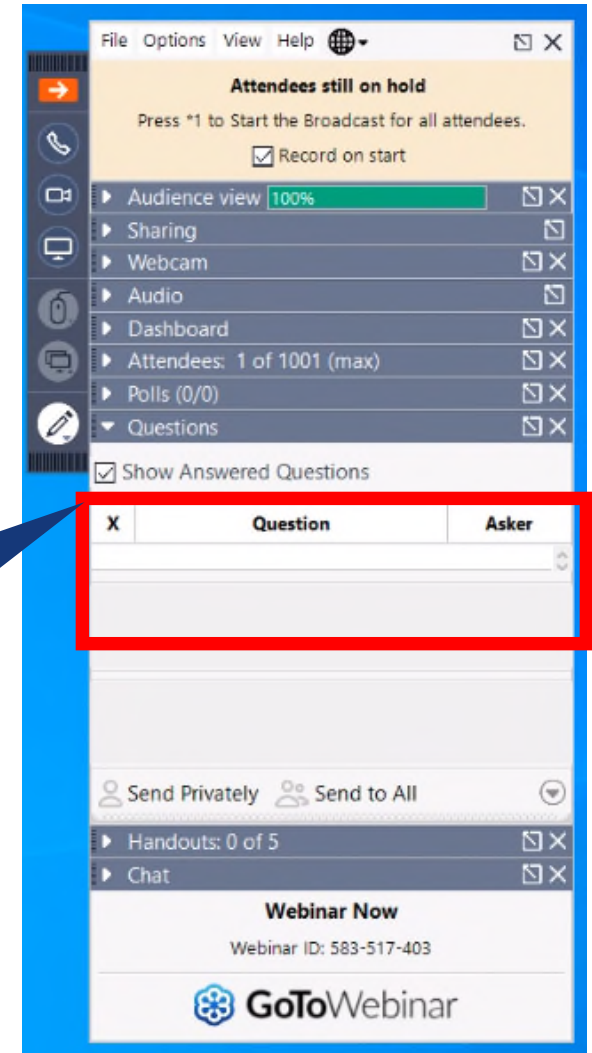 File Options View Help
Attendees still on hold
Press *1 to Start the Broadcast for all attendees.
Record on start
Audience view 100%
Sharing
Webcam
Audio
Dashboard
Attendees: 1 of 1001 (max)
Polls (0/0)
Questions
Show Answered Questions
X Question Asker
Send Privately Send to All
Handouts: 0 of 5
Chat
Webinar Now
Webinar ID: 583-517-403
GoToWebinar